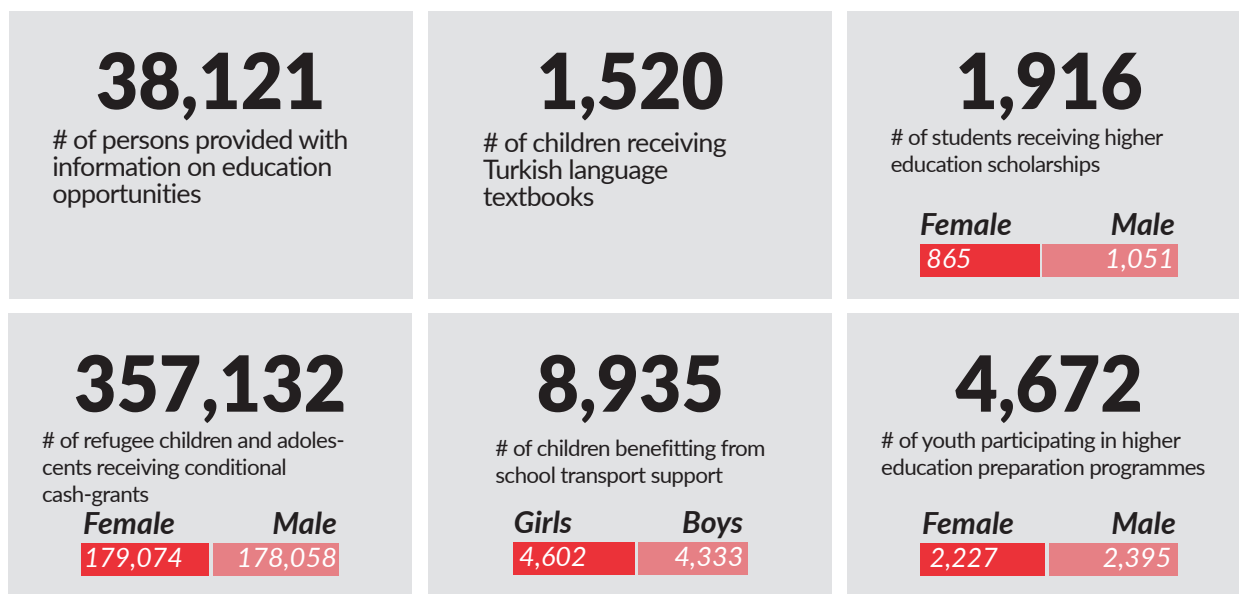 38,121
# of persons provided with
information on education
opportunities
1,520
# of children receiving
Turkish language
textbooks
1,916
# of students receiving higher
education scholarships
Female Male
865 1,051
357,132
# of refugee children and adoles-
cents receiving conditional
cash-grants
Female Male
179,074 178,058
8,935
# of children benefitting from
school transport support
Girls Boys
4,602 4,333
4,672
# of youth participating in higher
education preparation programmes
Female Male
2,227 2,395